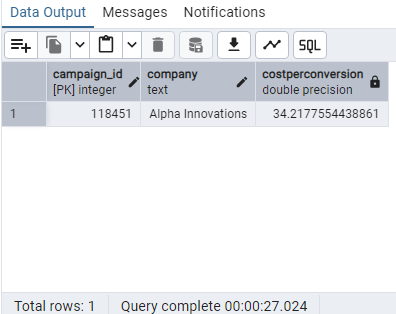 Data Output Messages Notifications
SQL
campaign_id company costperconversion
[PK] integer text double precision
1 118451 Alpha Innovations 34.2177554438861
Total rows: 1 Query complete 00:00:27.024